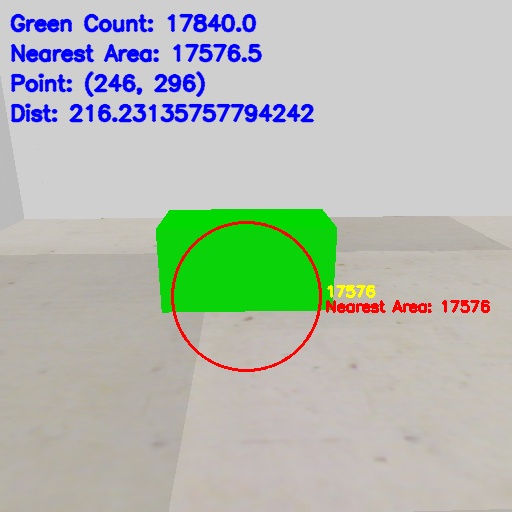 Green Count: 17840.0
Nearest Area: 17576.5
Point: (246, 296)
Dist: 216.23135757794242
17576
Nearest Area: 17576